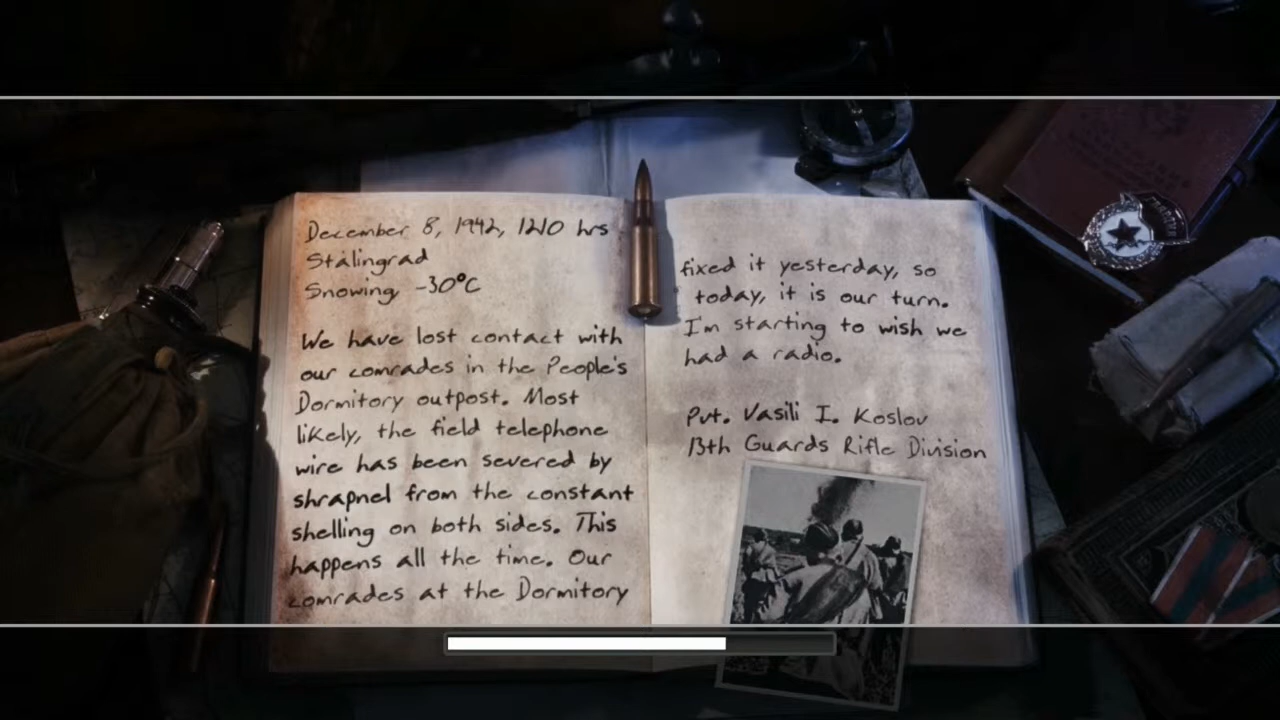 December 8, 1942, 1210 hrs
Stalingrad
Snowing -30°C
We have lost contact with
our comrades in the People's
Dormitory outpost. Most
likely, the field telephone
wire has been severed by
shrapnel from the constant
shelling on both sides. This
happens all the time. Our
comrades at the Dormitory
fixed it yesterday, so
today, it is our turn.
I'm starting to wish we
had a radio.
Pvt. Vasili I. Koslov
13th Guards Rifle Division